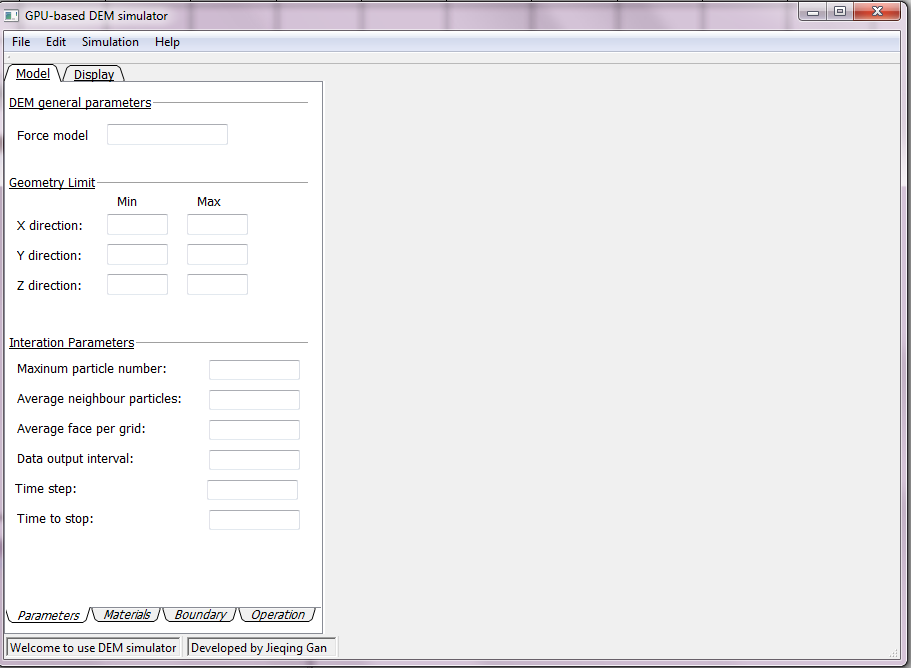 GPU-based DEM simulator
File Edit Simulation Help
Model Display
DEM general parameters
Force model
Geometry Limit
Min Max
X direction:
Y direction:
Z direction:
Interation Parameters
Maxinum particle number:
Average neighbour particles:
Average face per grid:
Data output interval:
Time step:
Time to stop:
Parameters Materials Boundary Operation
Welcome to use DEM simulator Developed by Jieqing Gan